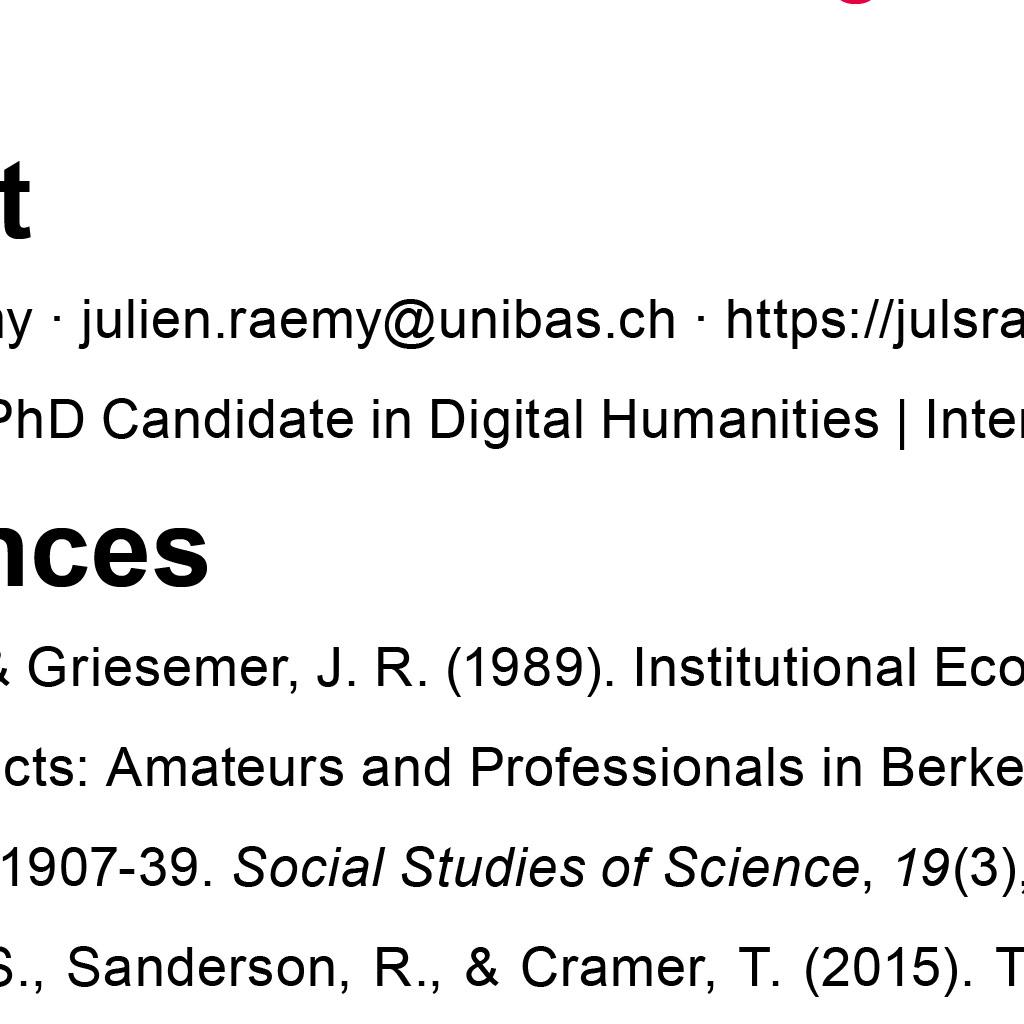 t
y · julien.raemy@unibas.ch · https://julsra
PhD Candidate in Digital Humanities | Inter
nces
& Griesemer, J. R. (1989). Institutional Eco
cts: Amateurs and Professionals in Berke
1907-39. Social Studies of Science, 19(3),
S., Sanderson, R., & Cramer, T. (2015). T